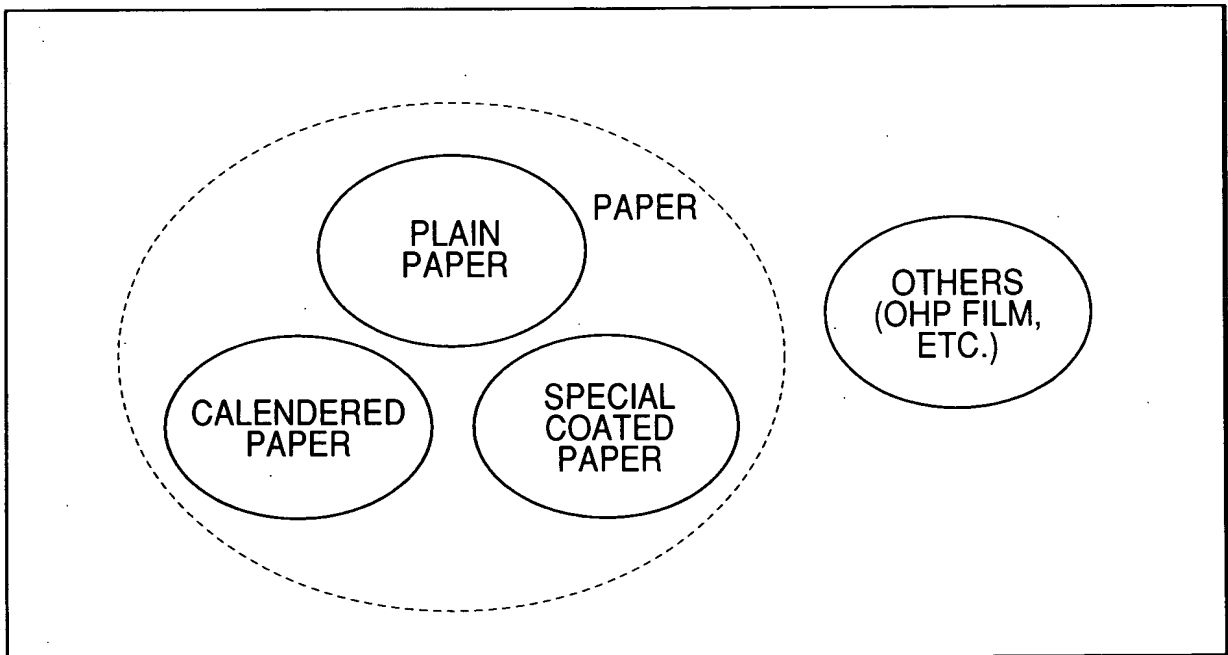 PLAIN
PAPER
PAPER
CALENDERED
PAPER
SPECIAL
COATED
PAPER
OTHERS
(OHP FILM,
ETC.)